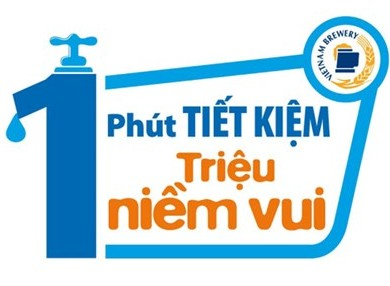 VIETNAM BREWERY
1 Phút TIẾT KIỆM
Triệu
niềm vui